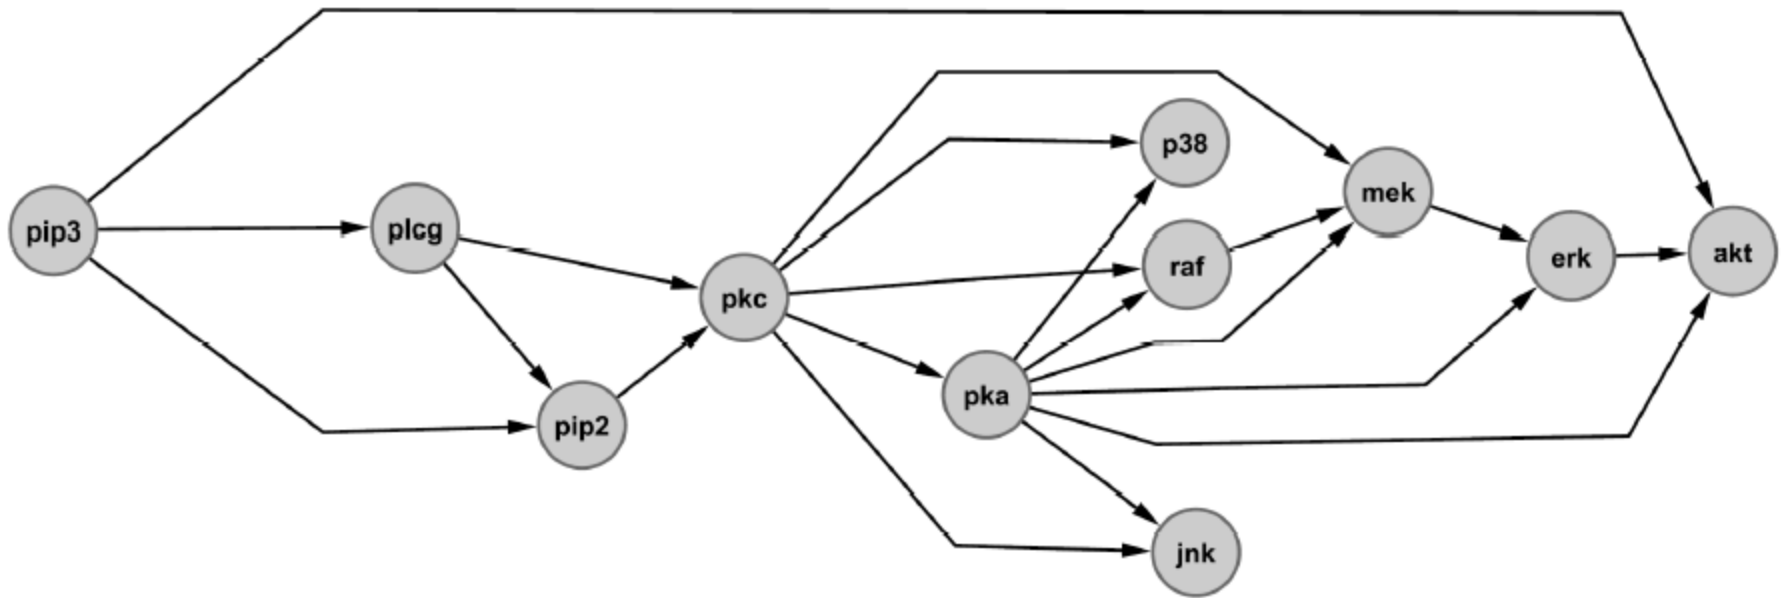 pip3
plcg
pip2
pkc
pka
p38
raf
jnk
mek
erk
akt